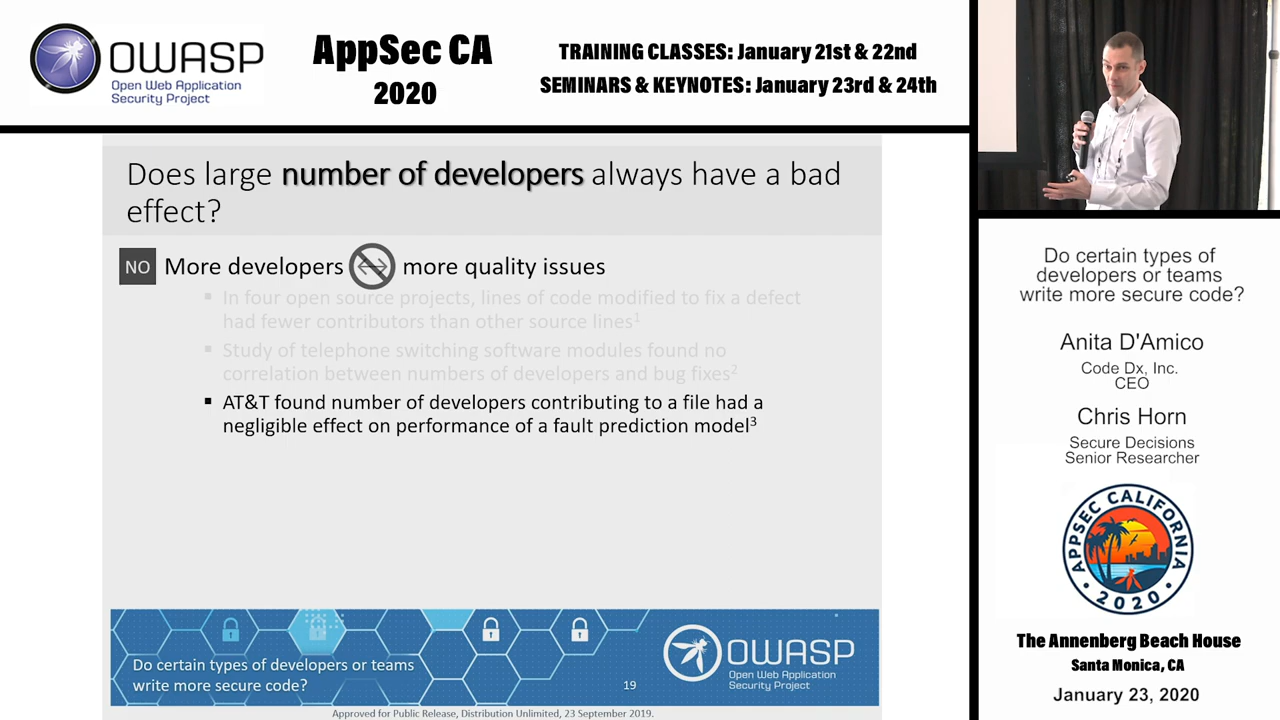 OWASP
Open Web Application
Security Project
AppSec CA
2020
TRAINING CLASSES: January 21st & 22nd
SEMINARS & KEYNOTES: January 23rd & 24th
Does large number of developers always have a bad
effect?
NO More developers more quality issues
▪ In four open source projects, lines of code modified to fix a defect
had fewer contributors than other source lines1
▪ Study of telephone switching software modules found no
correlation between numbers of developers and bug fixes2
▪ AT&T found number of developers contributing to a file had a
negligible effect on performance of a fault prediction model3
Do certain types of developers or teams
write more secure code?
19
OWASP
Open Web Application
Security Project
Approved for Public Release, Distribution Unlimited, 23 September 2019.
Do certain types of
developers or teams
write more secure code?
Anita D'Amico
Code Dx, Inc.
CEO
Chris Horn
Secure Decisions
Senior Researcher
APPSEC CALIFORNIA
• 2020 •
The Annenberg Beach House
Santa Monica, CA
January 23, 2020